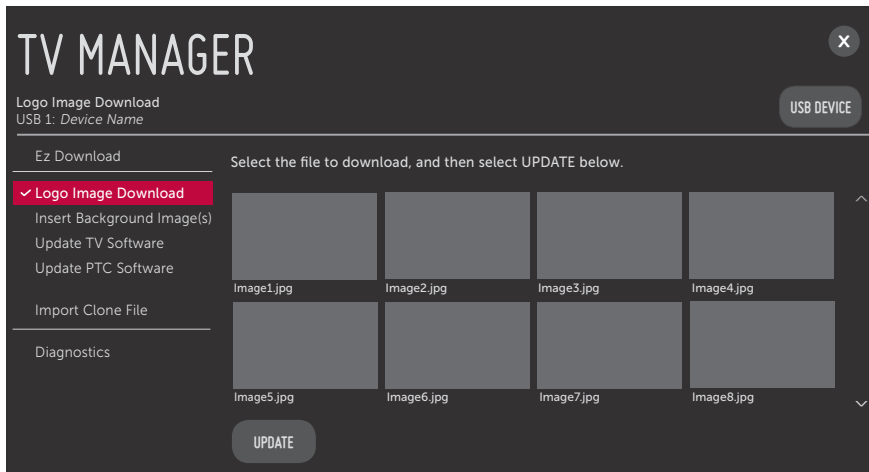 TV MANAGER
X
Logo Image Download
USB 1: Device Name
USB DEVICE
Ez Download
Logo Image Download
Insert Background Image(s)
Update TV Software
Update PTC Software
Import Clone File
Diagnostics
Select the file to download, and then select UPDATE below.
Image1.jpg Image2.jpg Image3.jpg Image4.jpg
Image5.jpg Image6.jpg Image7.jpg Image8.jpg
UPDATE